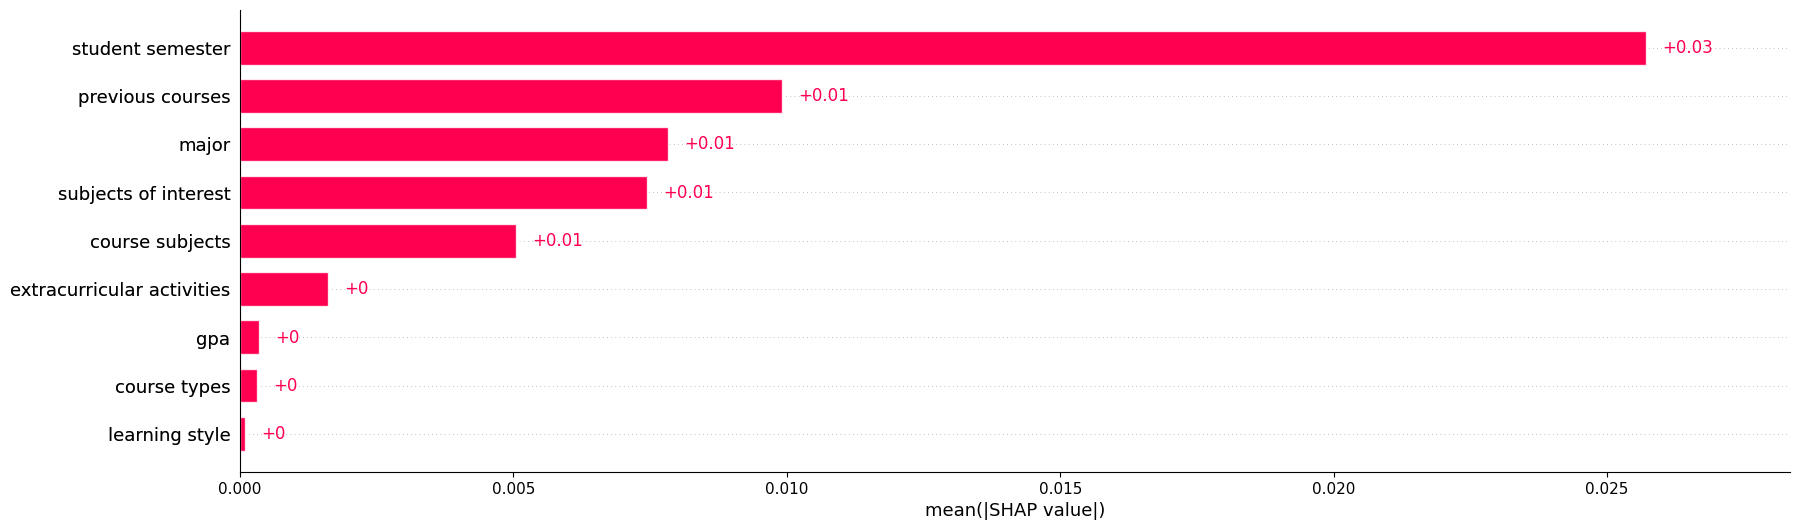 student semester +0.03
previous courses +0.01
major +0.01
subjects of interest +0.01
course subjects +0.01
extracurricular activities +0
gpa +0
course types +0
learning style +0
0.000 0.005 0.010 0.015 0.020 0.025
mean(|SHAP value|)